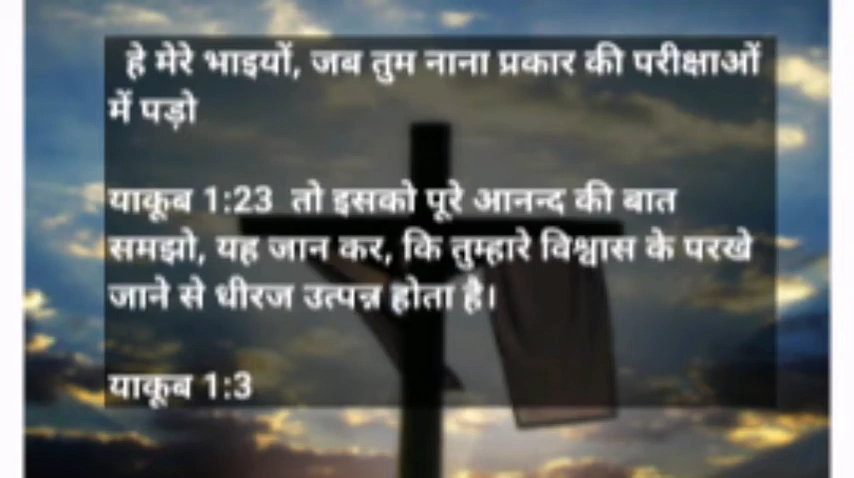 हे मेरे भाइयों, जब तुम नाना प्रकार की परीक्षाओं
में पड़ो
याकूब 1:23 तो इसको पूरे आनन्द की बात
समझो, यह जान कर, कि तुम्हारे विश्वास के परखे
जाने से धीरज उत्पन्न होता है।
याकूब 1:3